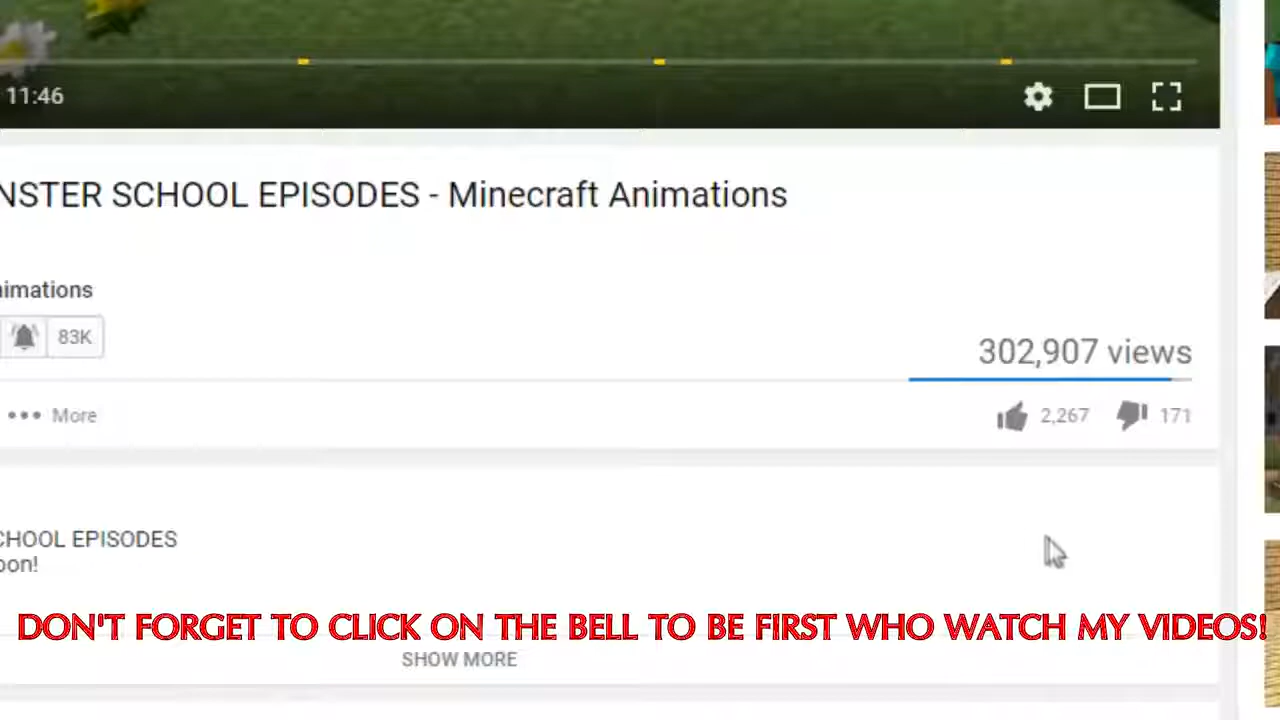 11:46
NSTER SCHOOL EPISODES - Minecraft Animations
nimations
83K
302,907 views
More
2,267
171
CHOOL EPISODES
oon!
DON'T FORGET TO CLICK ON THE BELL TO BE FIRST WHO WATCH MY VIDEOS!
SHOW MORE